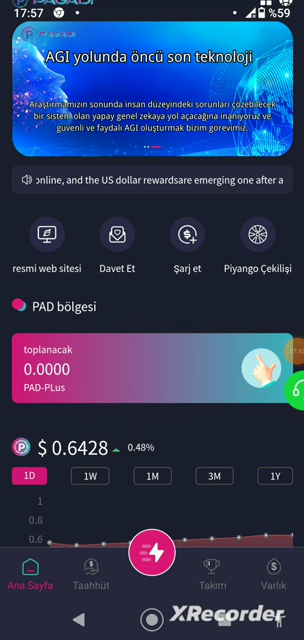 PAGADI
17:57
%59
PAGADI
AGI yolunda öncü son teknoloji
Araştırmamızın sonunda insan düzeyindeki sorunları çözebilecek
bir sistem olan yapay genel zekaya yol açacağına inanıyoruz ve
güvenli ve faydalı AGI oluşturmak bizim görevimiz.
online, and the US dollar rewardsare emerging one after a
resmi web sitesi
Davet Et
Şarj et
Piyango Çekilişi
PAD bölgesi
toplanacak
0.0000
PAD-PLus
07:43
$ 0.6428
0.48%
1D
1W
1M
3M
1Y
1
0.8
0.6
Ana Sayfa
Taahhüt
Takım
Varlık
XRecorder